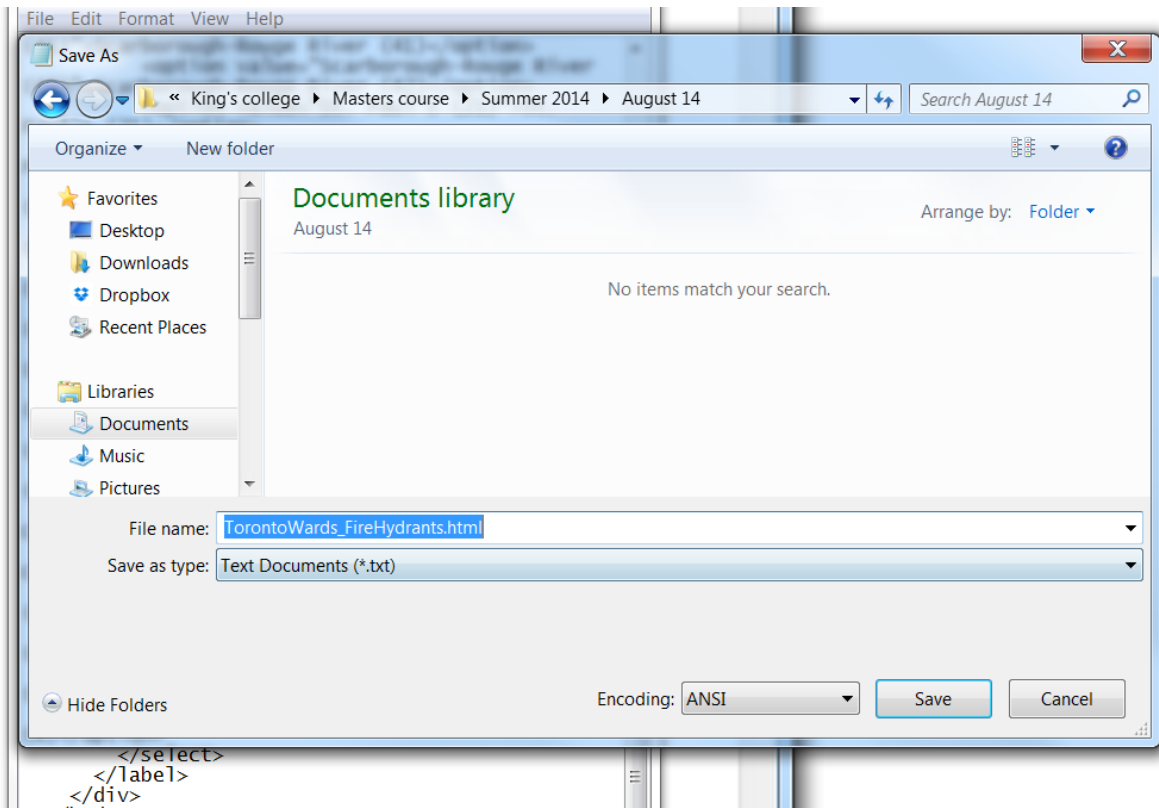 File Edit Format View Help
Save As
« King's college Masters course Summer 2014 August 14
Search August 14
Organize New folder
Favorites
Desktop
Downloads
Dropbox
Recent Places
Libraries
Documents
Music
Pictures
Documents library
August 14
Arrange by: Folder
No items match your search.
File name: TorontoWards_FireHydrants.html
Save as type: Text Documents (*.txt)
Hide Folders
Encoding: ANSI
Save
Cancel
</select>
</label>
</div>